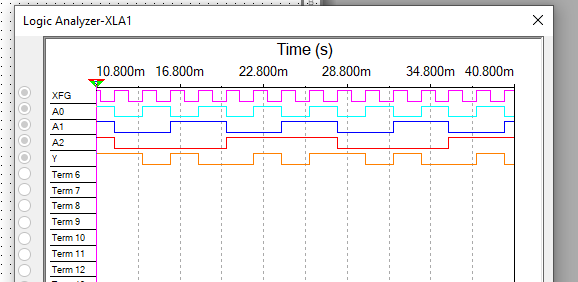 Logic Analyzer-XLA1
Time (s)
10.800m 16.800m 22.800m 28.800m 34.800m 40.800m
XFG
A0
A1
A2
Y
Term 6
Term 7
Term 8
Term 9
Term 10
Term 11
Term 12